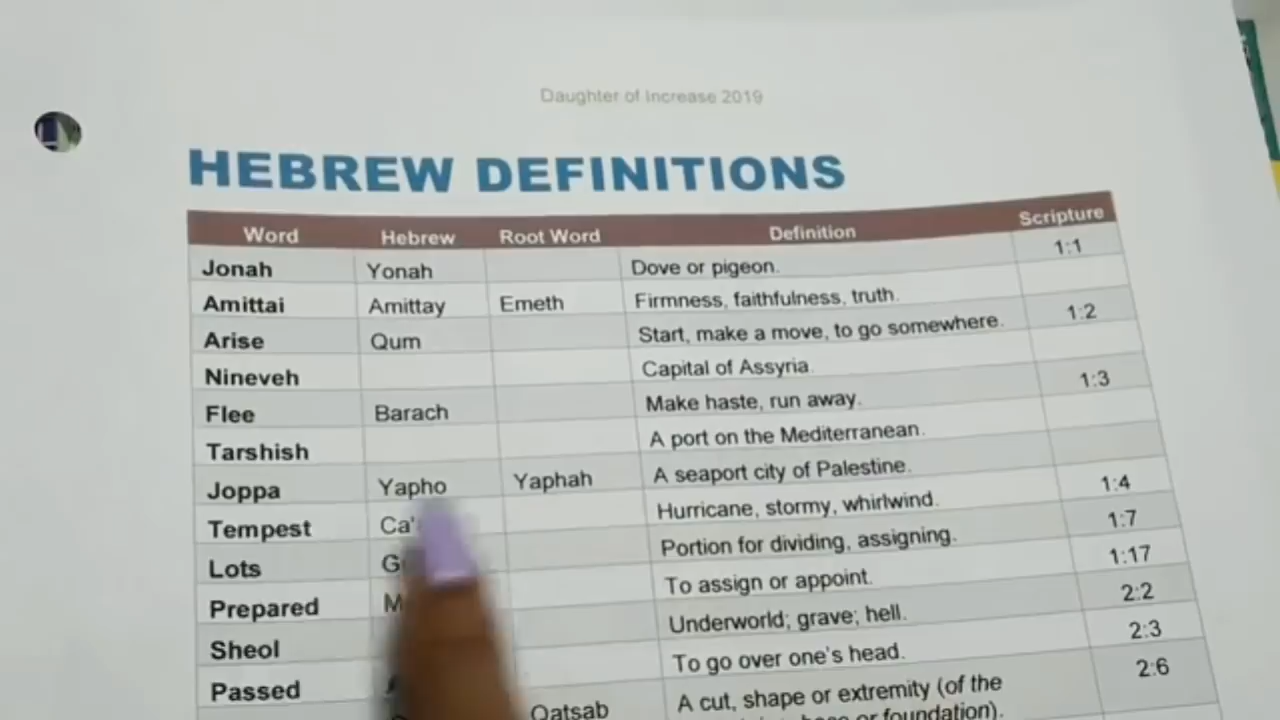 Daughter of Increase 2019
HEBREW DEFINITIONS
Word Hebrew Root Word Definition Scripture
Jonah Yonah Dove or pigeon. 1:1
Amittai Amittay Emeth Firmness, faithfulness, truth.
Arise Qum Start, make a move, to go somewhere. 1:2
Nineveh Capital of Assyria.
Flee Barach Make haste, run away. 1:3
Tarshish A port on the Mediterranean.
Joppa Yapho Yaphah A seaport city of Palestine.
Tempest Hurricane, stormy, whirlwind. 1:4
Lots Portion for dividing, assigning. 1:7
Prepared To assign or appoint. 1:17
Sheol Underworld; grave; hell. 2:2
Passed To go over one's head. 2:3
Qatsab A cut, shape or extremity (of the 2:6
or foundation).